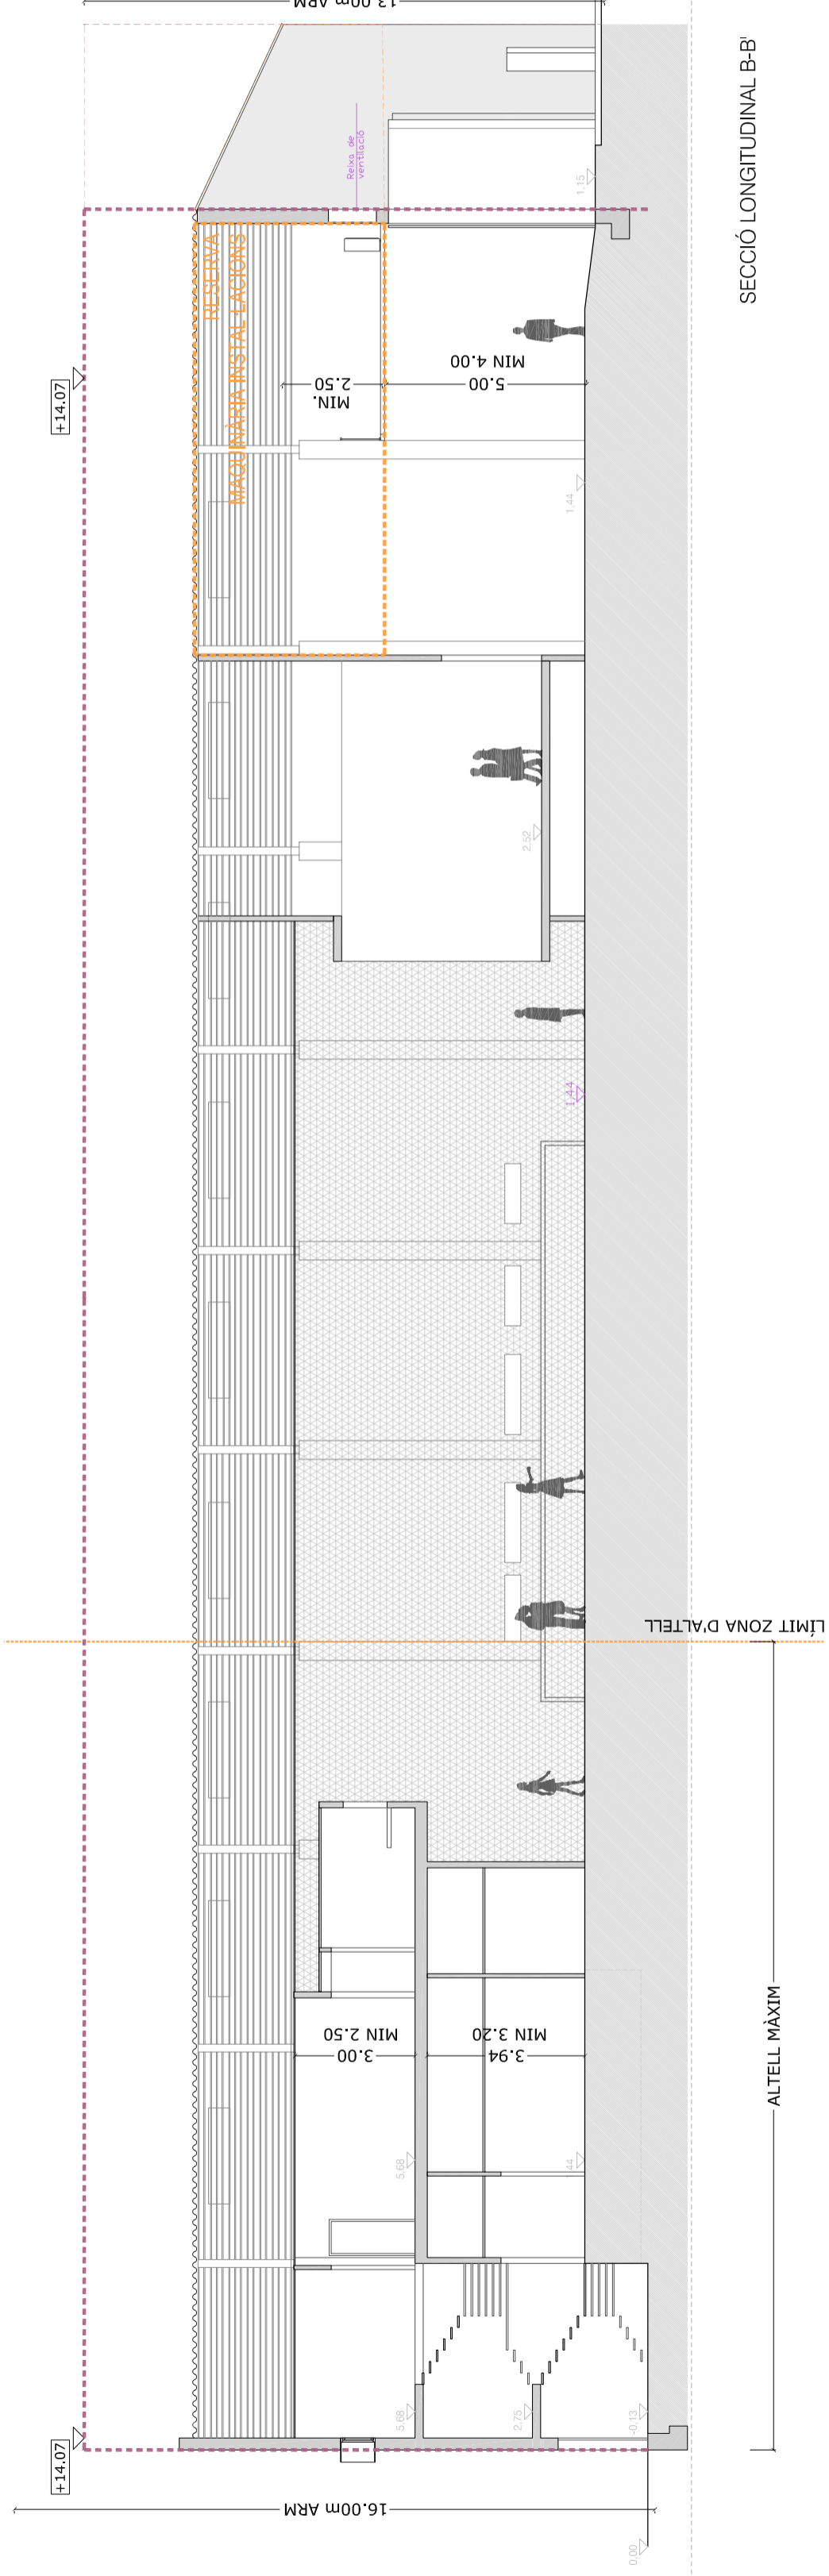 13.00m ARM
SECCIÓ LONGITUDINAL B-B'
Reixa de
ventilació
1.15
RESERVA
MAQUINÀRIA INSTAL·LACIONS
+14.07
MIN.
2.50
5.00
MIN 4.00
1.44
2.52
1.44
LÍMIT ZONA D'ALTELL
3.00
MIN 2.50
3.94
MIN 3.20
ALTELL MÀXIM
5.68
.44
5.68
2.75
-0.13
+14.07
16.00m ARM
0.00